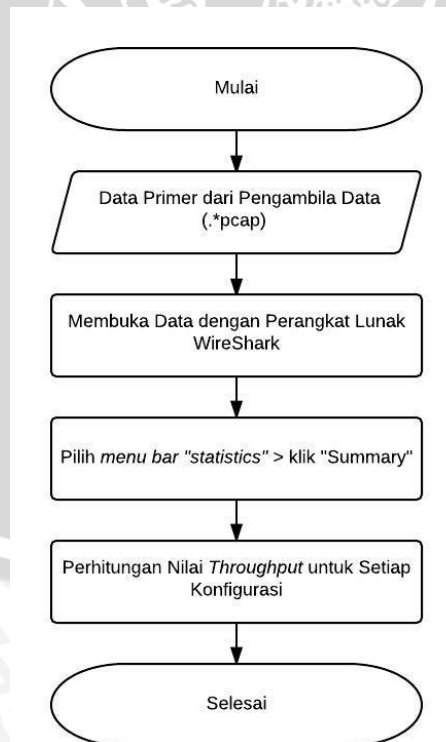 Mulai
Data Primer dari Pengambila Data
(.*pcap)
Membuka Data dengan Perangkat Lunak
WireShark
Pilih menu bar "statistics" > klik "Summary"
Perhitungan Nilai Throughput untuk Setiap
Konfigurasi
Selesai